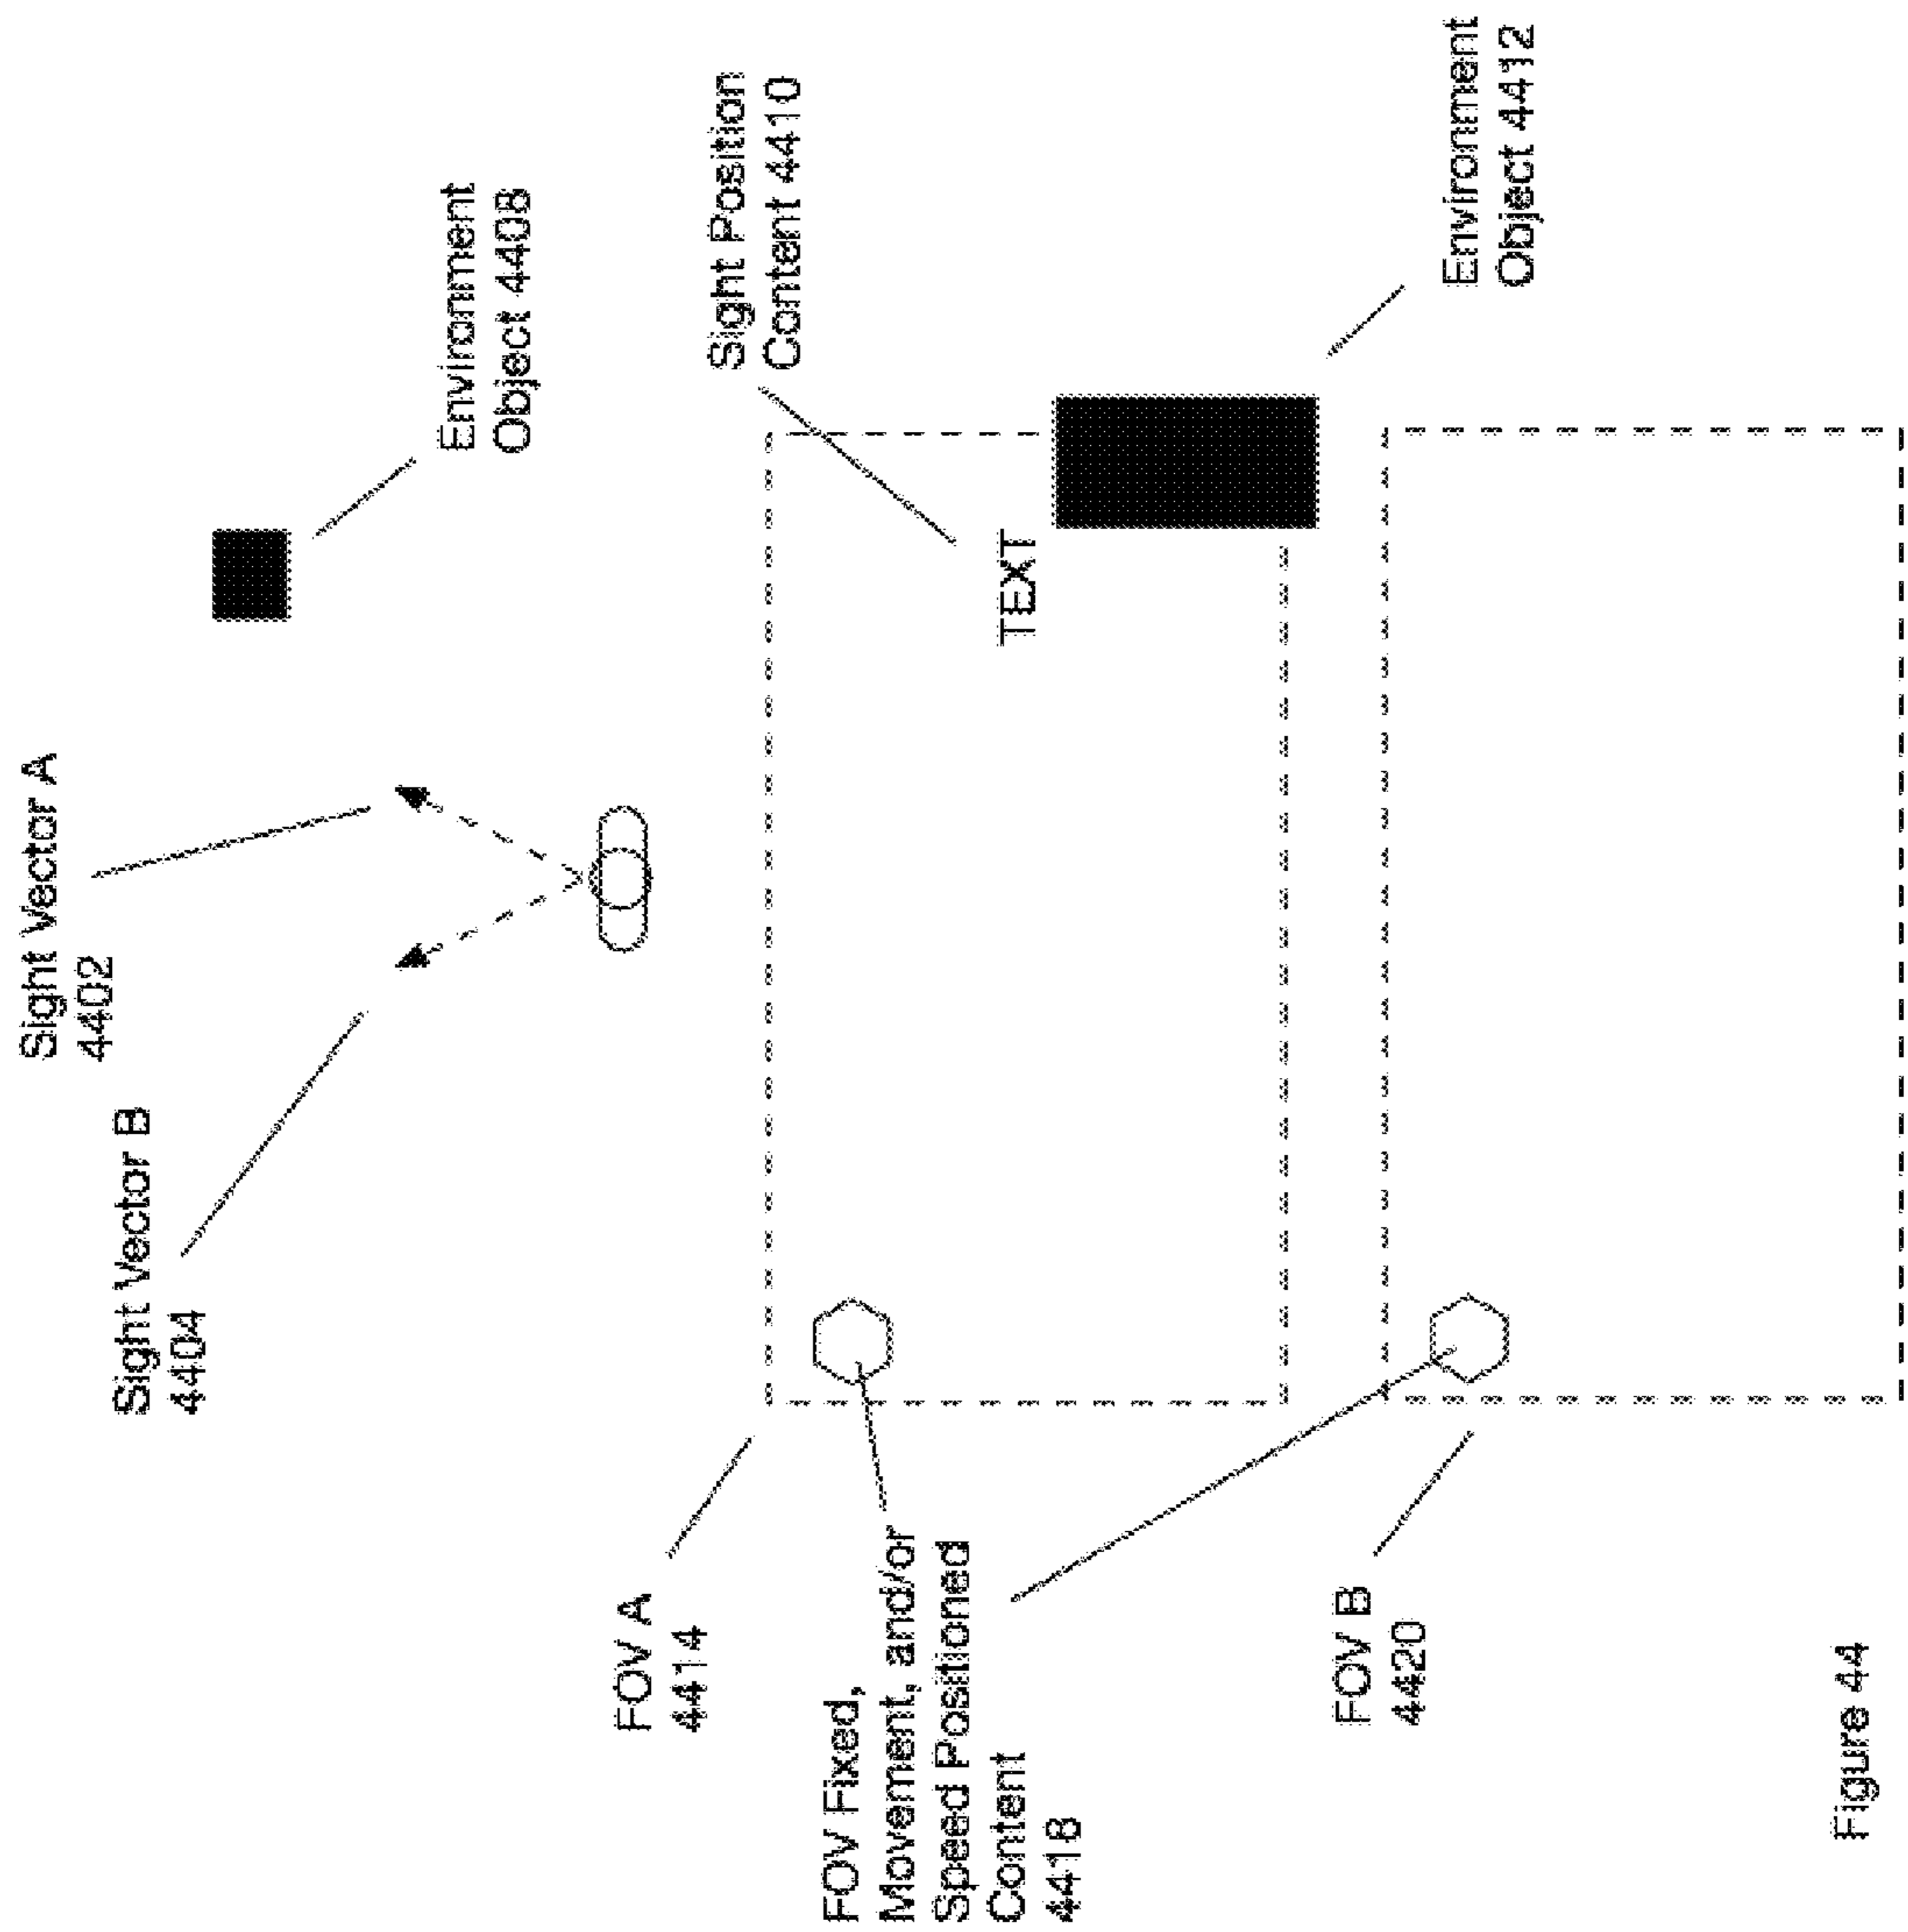 Sight Vector A
4402
Sight Vector B
4404
Environment
Object 4408
FOV A
4414
Sight Position
Content 4410
FOV Fixed,
Movement, and/or
Speed Positioned
Content
4418
TEXT
FOV B
4420
Environment
Object 4412
Figure 44